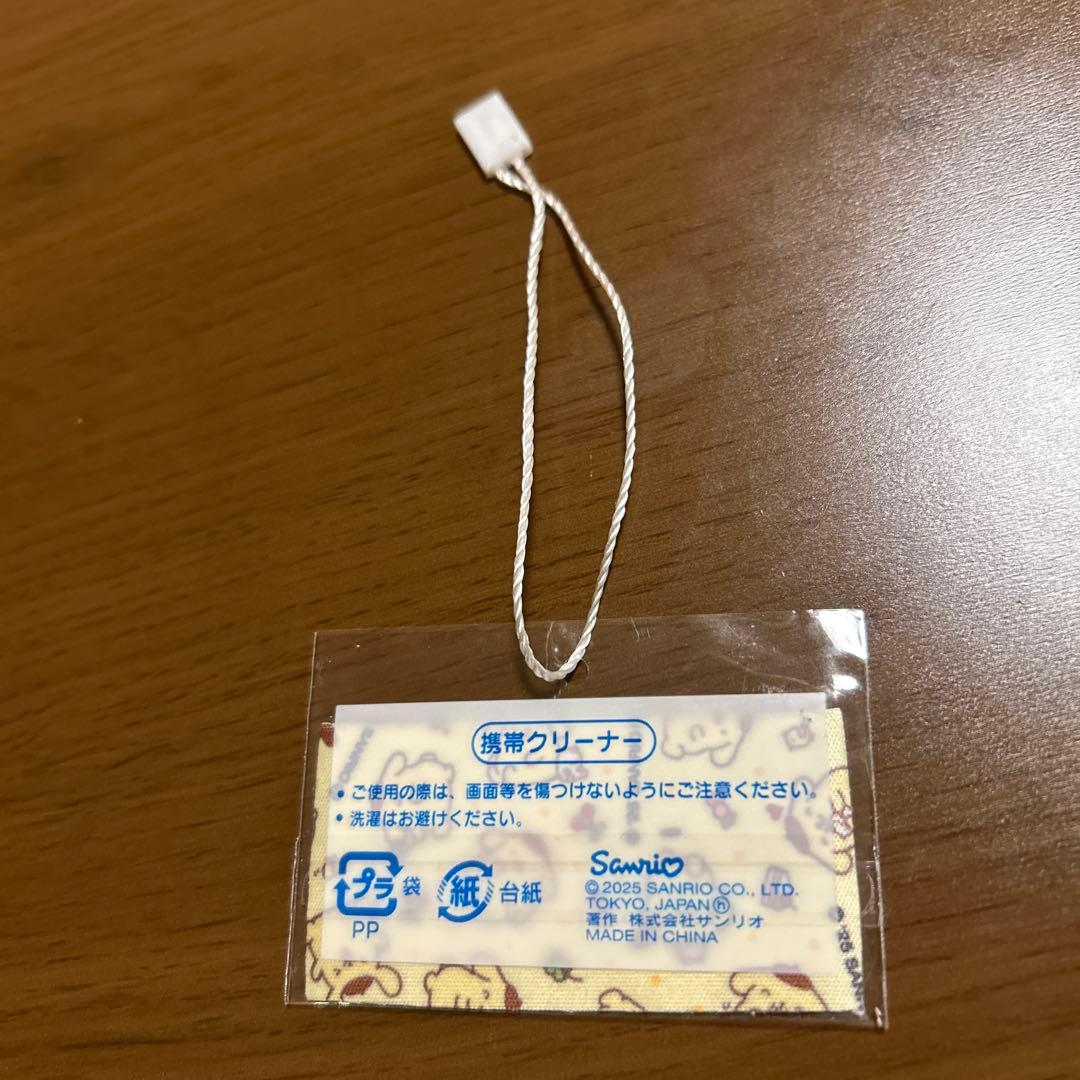 携帯クリーナー
• ご使用の際は、画面等を傷つけないようにご注意ください。
• 洗濯はお避けください。
プラ 袋
PP
紙 台紙
Sanrio
© 2025 SANRIO CO., LTD.
TOKYO, JAPAN ⓗ
著作 株式会社サンリオ
MADE IN CHINA